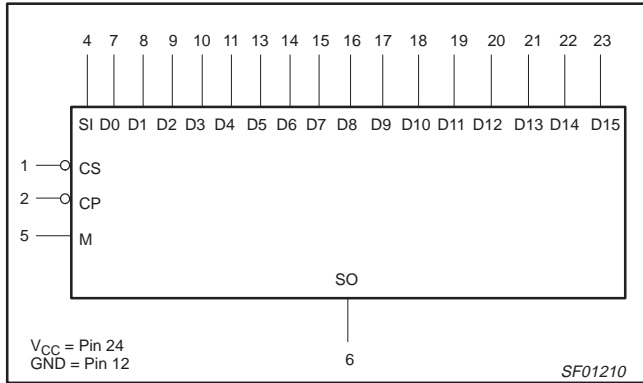 4 7 8 9 10 11 13 14 15 16 17 18 19 20 21 22 23
SI D0 D1 D2 D3 D4 D5 D6 D7 D8 D9 D10 D11 D12 D13 D14 D15
1 CS
2 CP
5 M
SO
6
VCC = Pin 24
GND = Pin 12
SF01210